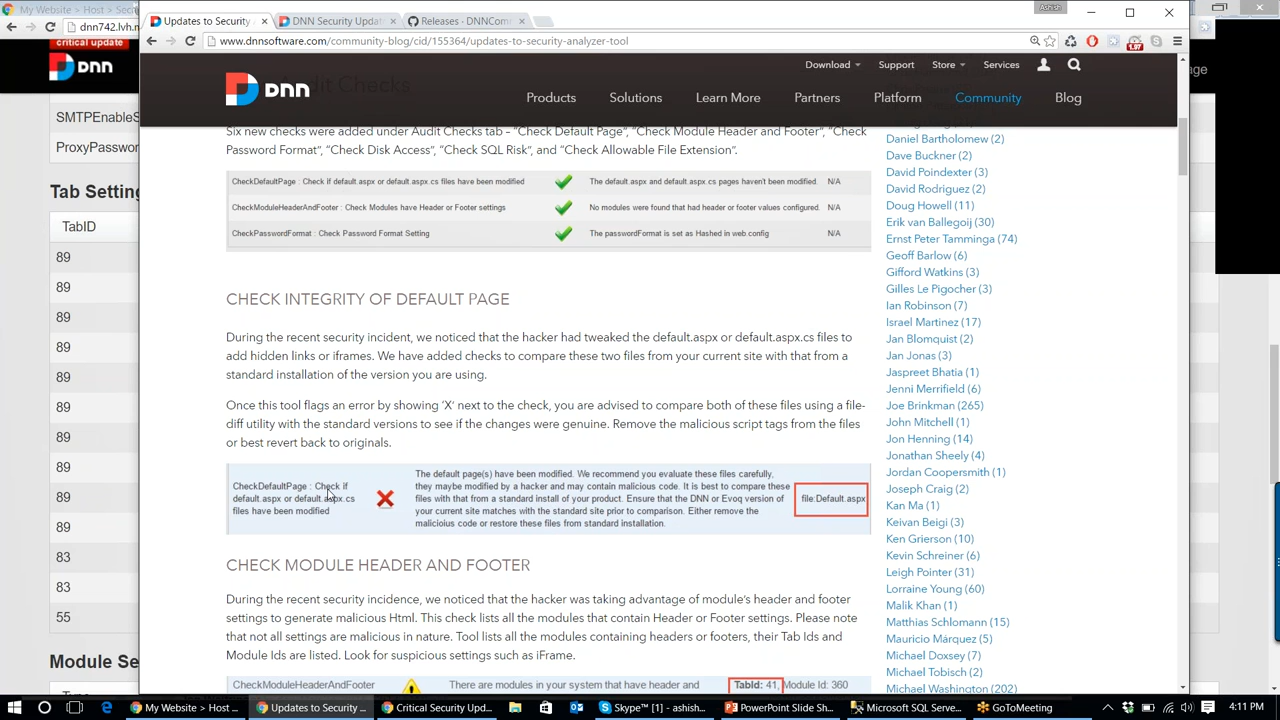 My Website > Host > Secu
Updates to Security
DNN Security Updat
Releases · DNNCom
Ashish
dnn742.lvh.m
www.dnnsoftware.com/community-blog/cid/155364/updates-to-security-analyzer-tool
1.97
critical update
Dnn
dnn
Download
Support
Store
Services
Products
Solutions
Learn More
Partners
Platform
Community
Blog
dit Checks
Six new checks were added under Audit Checks tab – "Check Default Page", "Check Module Header and Footer", "Check
Password Format", "Check Disk Access", "Check SQL Risk", and "Check Allowable File Extension".
CheckDefaultPage : Check if default.aspx or default.aspx.cs files have been modified
The default.aspx and default.aspx.cs pages haven't been modified.
N/A
CheckModuleHeaderAndFooter : Check Modules have Header or Footer settings
No modules were found that had header or footer values configured.
N/A
CheckPasswordFormat : Check Password Format Setting
The passwordFormat is set as Hashed in web.config
N/A
CHECK INTEGRITY OF DEFAULT PAGE
During the recent security incident, we noticed that the hacker had tweaked the default.aspx or default.aspx.cs files to
add hidden links or iframes. We have added checks to compare these two files from your current site with that from a
standard installation of the version you are using.
Once this tool flags an error by showing 'X' next to the check, you are advised to compare both of these files using a file-
diff utility with the standard versions to see if the changes were genuine. Remove the malicious script tags from the files
or best revert back to originals.
CheckDefaultPage : Check if
default.aspx or default.aspx.cs
files have been modified
The default page(s) have been modified. We recommend you evaluate these files carefully,
they maybe modified by a hacker and may contain malicious code. It is best to compare these
files with that from a standard install of your product. Ensure that the DNN or Evoq version of
your current site matches with the standard site prior to comparison. Either remove the
malicioius code or restore these files from standard installation.
file:Default.aspx
CHECK MODULE HEADER AND FOOTER
During the recent security incidence, we noticed that the hacker was taking advantage of module's header and footer
settings to generate malicious Html. This check lists all the modules that contain Header or Footer settings. Please note
that not all settings are malicious in nature. Tool lists all the modules containing headers or footers, their Tab Ids and
Module Ids are listed. Look for suspicious settings such as iFrame.
CheckModuleHeaderAndFooter
There are modules in your system that have header and
TabId: 41, Module Id: 360
Daniel Bartholomew (2)
Dave Buckner (2)
David Poindexter (3)
David Rodriguez (2)
Doug Howell (11)
Erik van Ballegoij (30)
Ernst Peter Tamminga (74)
Geoff Barlow (6)
Gifford Watkins (3)
Gilles Le Pigocher (3)
Ian Robinson (7)
Israel Martinez (17)
Jan Blomquist (2)
Jan Jonas (3)
Jaspreet Bhatia (1)
Jenni Merrifield (6)
Joe Brinkman (265)
John Mitchell (1)
Jon Henning (14)
Jonathan Sheely (4)
Jordan Coopersmith (1)
Joseph Craig (2)
Kan Ma (1)
Keivan Beigi (3)
Ken Grierson (10)
Kevin Schreiner (6)
Leigh Pointer (31)
Lorraine Young (60)
Malik Khan (1)
Matthias Schlomann (15)
Mauricio Márquez (5)
Michael Doxsey (7)
Michael Tobisch (2)
Michael Washington (202)
SMTPEnableS
ProxyPasswor
Tab Setting
TabID
89
89
89
89
89
89
89
89
89
89
83
83
55
Module Se
age
My Website > Host ...
Updates to Security ...
Critical Security Upd...
Skype™ [1] - ashish...
PowerPoint Slide Sh...
Microsoft SQL Serve...
GoToMeeting
4:11 PM